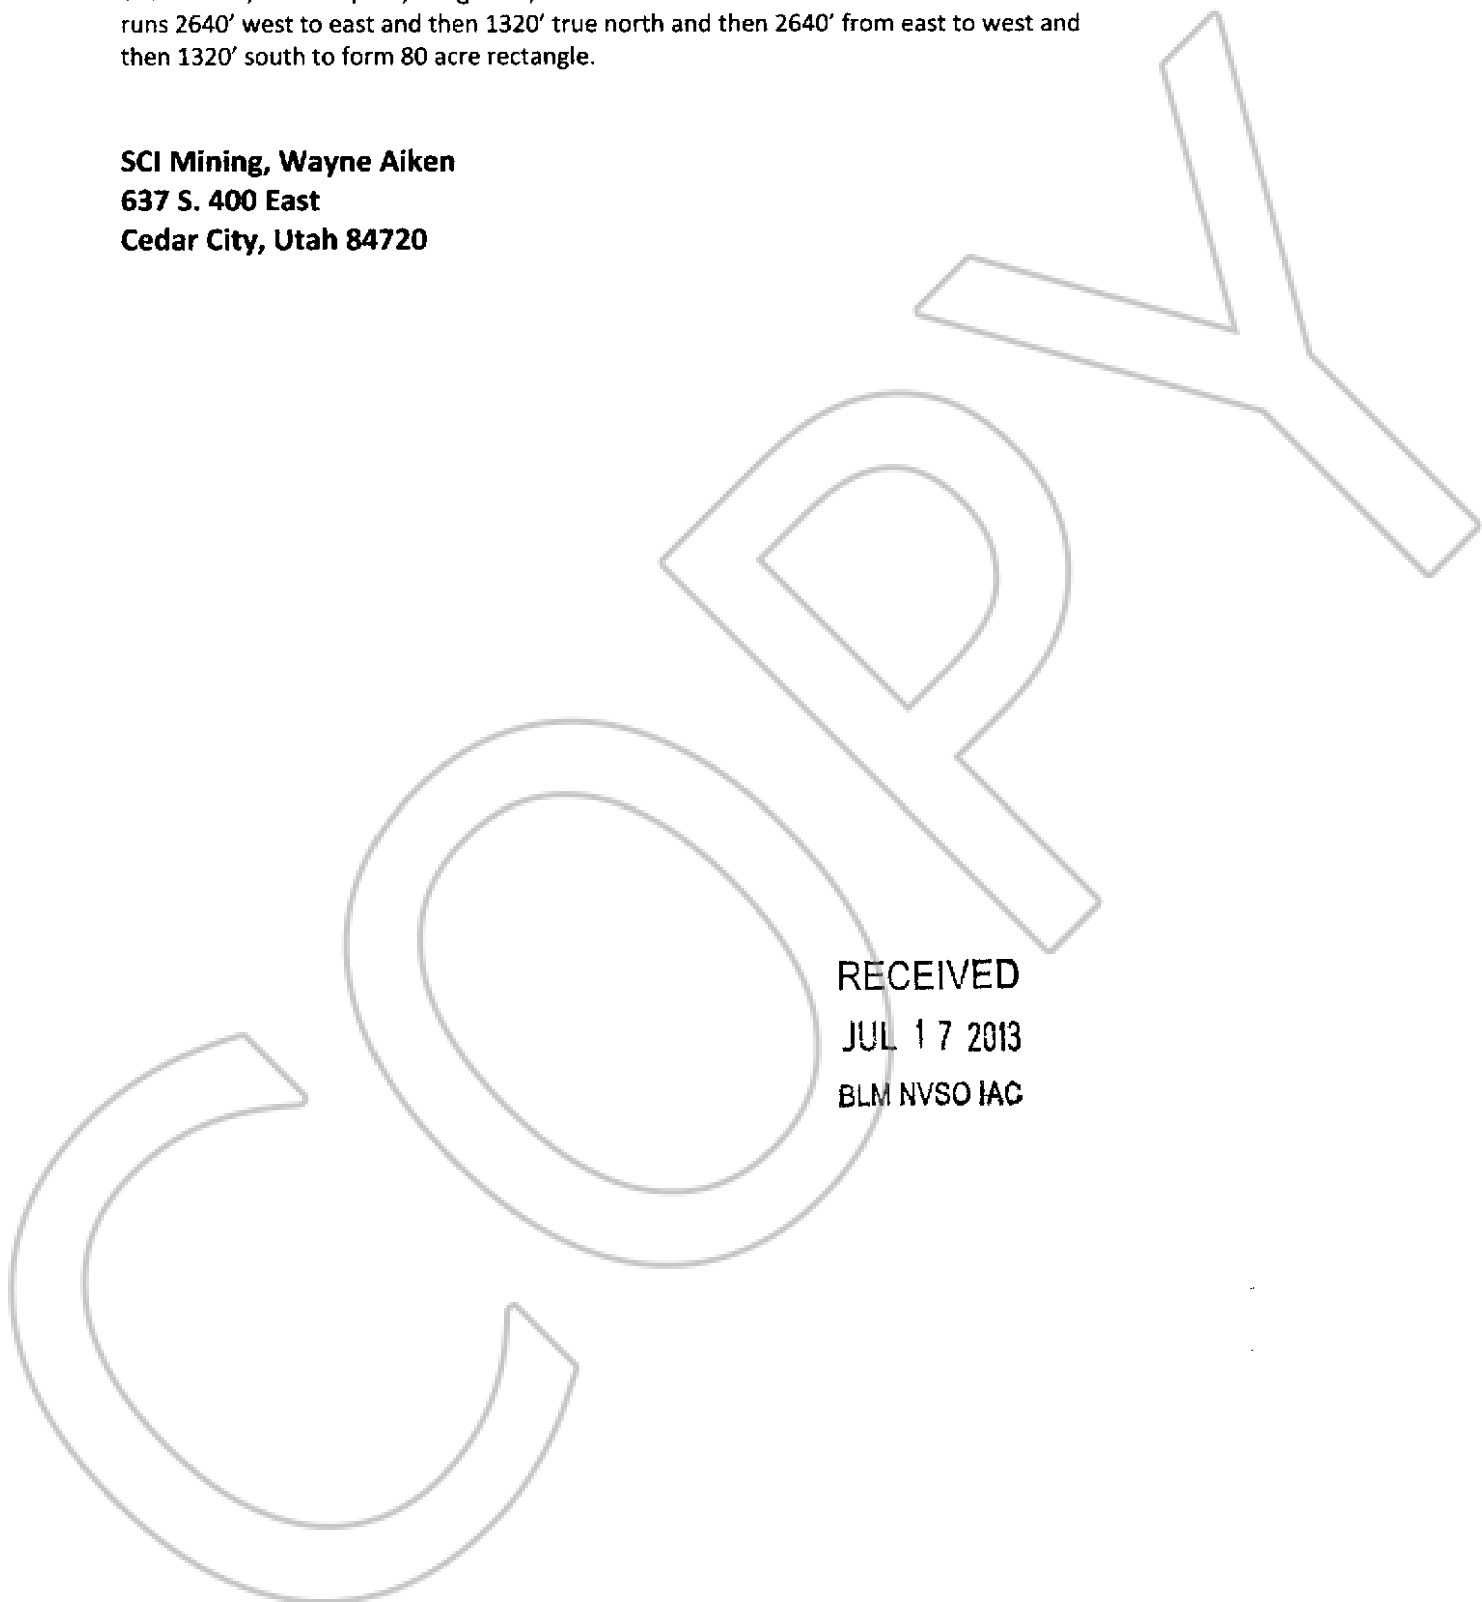 runs 2640' west to east and then 1320' true north and then 2640' from east to west and
then 1320' south to form 80 acre rectangle.
SCI Mining, Wayne Aiken
637 S. 400 East
Cedar City, Utah 84720
COPY
RECEIVED
JUL 17 2013
BLM NVSO IAC